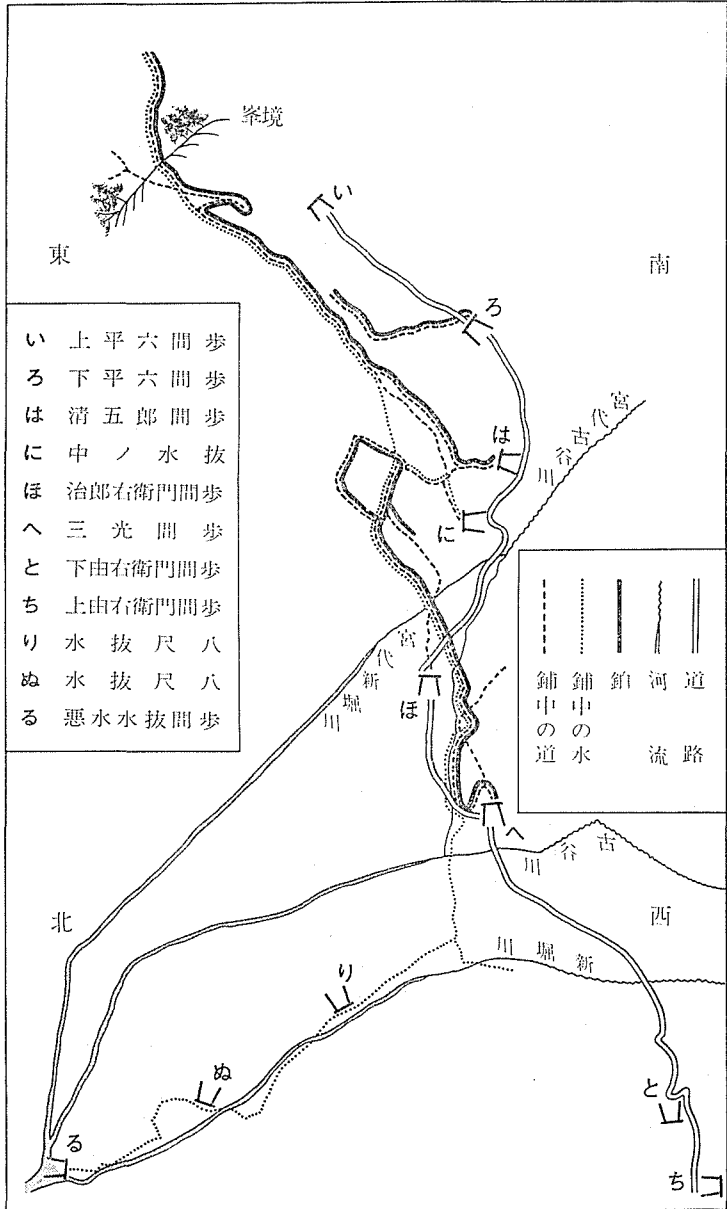 峯境
い
東
南
ろ
い 上平六間歩
ろ 下平六間歩
は 清五郎間歩
に 中ノ水抜
ほ 治郎右衛門間歩
へ 三光間歩
と 下由右衛門間歩
ち 上由右衛門間歩
り 水抜尺八
ぬ 水抜尺八
る 悪水水抜間歩
宮代古谷川
は
に
道路
河流
鉑
鋪中の水
鋪中の道
宮代新堀川
ほ
へ
古谷川
北
西
新堀川
り
ぬ
と
る
ち